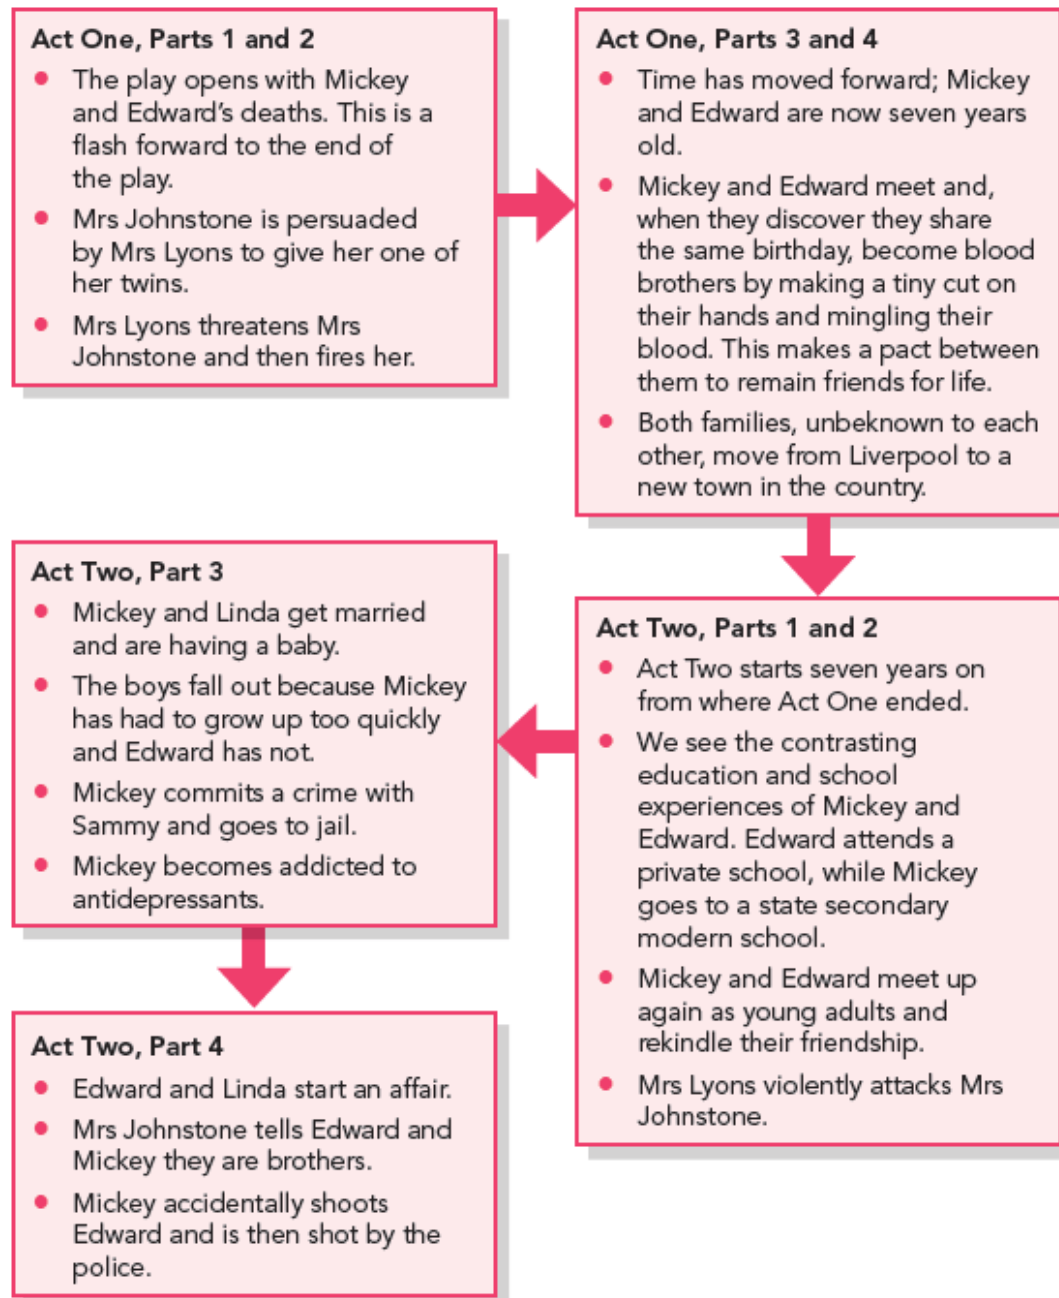 Act One, Parts 1 and 2
• The play opens with Mickey
and Edward's deaths. This is a
flash forward to the end of
the play.
• Mrs Johnstone is persuaded
by Mrs Lyons to give her one of
her twins.
• Mrs Lyons threatens Mrs
Johnstone and then fires her.
Act One, Parts 3 and 4
• Time has moved forward; Mickey
and Edward are now seven years
old.
• Mickey and Edward meet and,
when they discover they share
the same birthday, become blood
brothers by making a tiny cut on
their hands and mingling their
blood. This makes a pact between
them to remain friends for life.
• Both families, unbeknown to each
other, move from Liverpool to a
new town in the country.
Act Two, Parts 1 and 2
• Act Two starts seven years on
from where Act One ended.
• We see the contrasting
education and school
experiences of Mickey and
Edward. Edward attends a
private school, while Mickey
goes to a state secondary
modern school.
• Mickey and Edward meet up
again as young adults and
rekindle their friendship.
• Mrs Lyons violently attacks Mrs
Johnstone.
Act Two, Part 3
• Mickey and Linda get married
and are having a baby.
• The boys fall out because Mickey
has had to grow up too quickly
and Edward has not.
• Mickey commits a crime with
Sammy and goes to jail.
• Mickey becomes addicted to
antidepressants.
Act Two, Part 4
• Edward and Linda start an affair.
• Mrs Johnstone tells Edward and
Mickey they are brothers.
• Mickey accidentally shoots
Edward and is then shot by the
police.